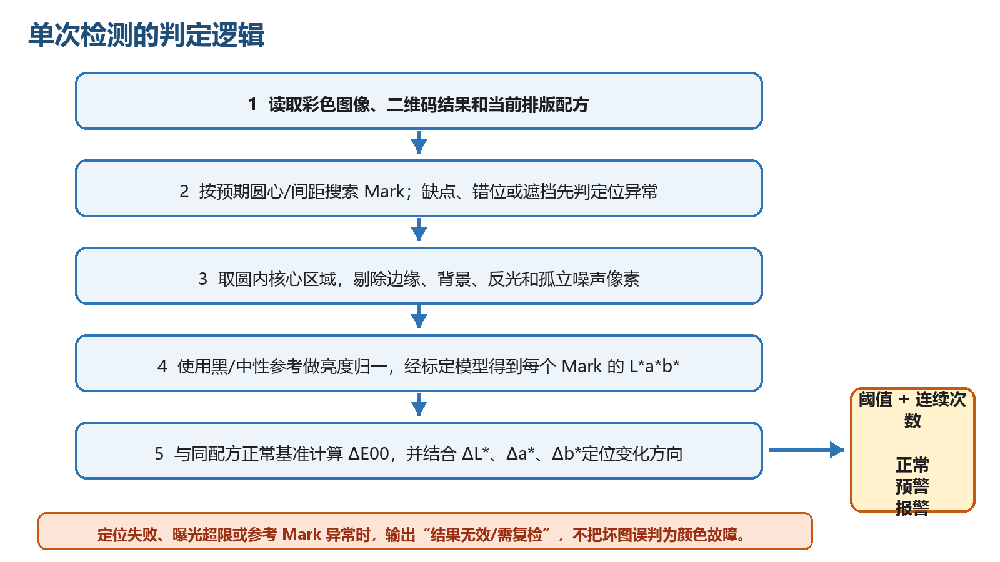 单次检测的判定逻辑
1 读取彩色图像、二维码结果和当前排版配方
2 按预期圆心/间距搜索 Mark；缺点、错位或遮挡先判定位异常
3 取圆内核心区域，剔除边缘、背景、反光和孤立噪声像素
4 使用黑/中性参考做亮度归一，经标定模型得到每个 Mark 的 L*a*b*
5 与同配方正常基准计算 ΔE00，并结合 ΔL*、Δa*、Δb*定位变化方向
阈值 + 连续次
数
正常
预警
报警
定位失败、曝光超限或参考 Mark 异常时，输出“结果无效/需复检”，不把坏图误判为颜色故障。